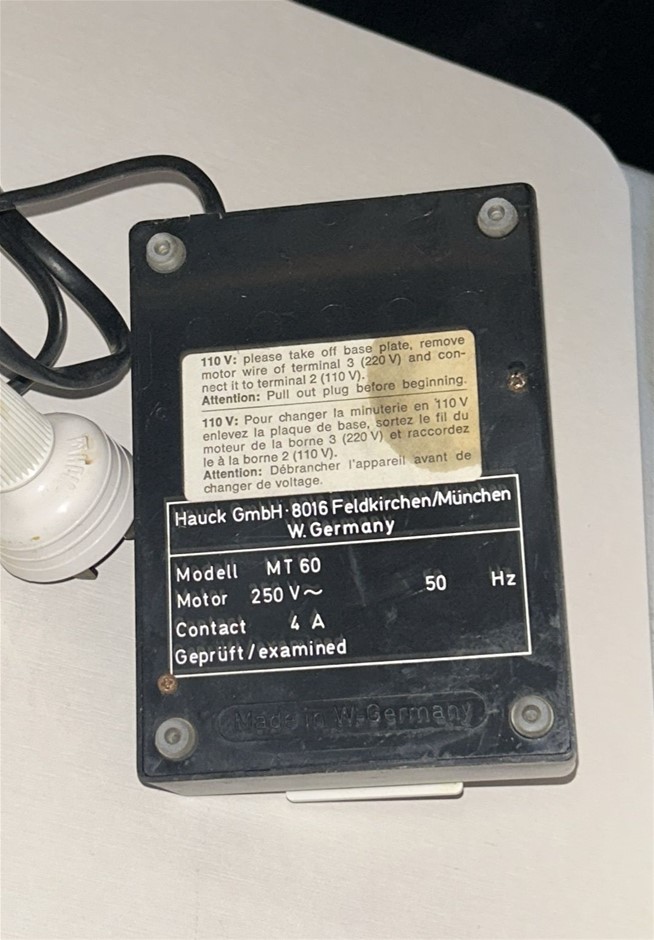 110 V: please take off base plate, remove
motor wire of terminal 3 (220 V) and con-
nect it to terminal 2 (110 V).
Attention: Pull out plug before beginning.
110 V: Pour changer la minuterie en 110 V
enlevez la plaque de base, sortez le fil du
moteur de la borne 3 (220 V) et raccordez
le à la borne 2 (110 V).
Attention: Débrancher l'appareil avant de
changer de voltage.
Hauck GmbH · 8016 Feldkirchen/München
W. Germany
Modell MT 60
Motor 250 V~ 50 Hz
Contact 4 A
Geprüft/examined
Made in W. Germany